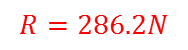 R = 286.2N